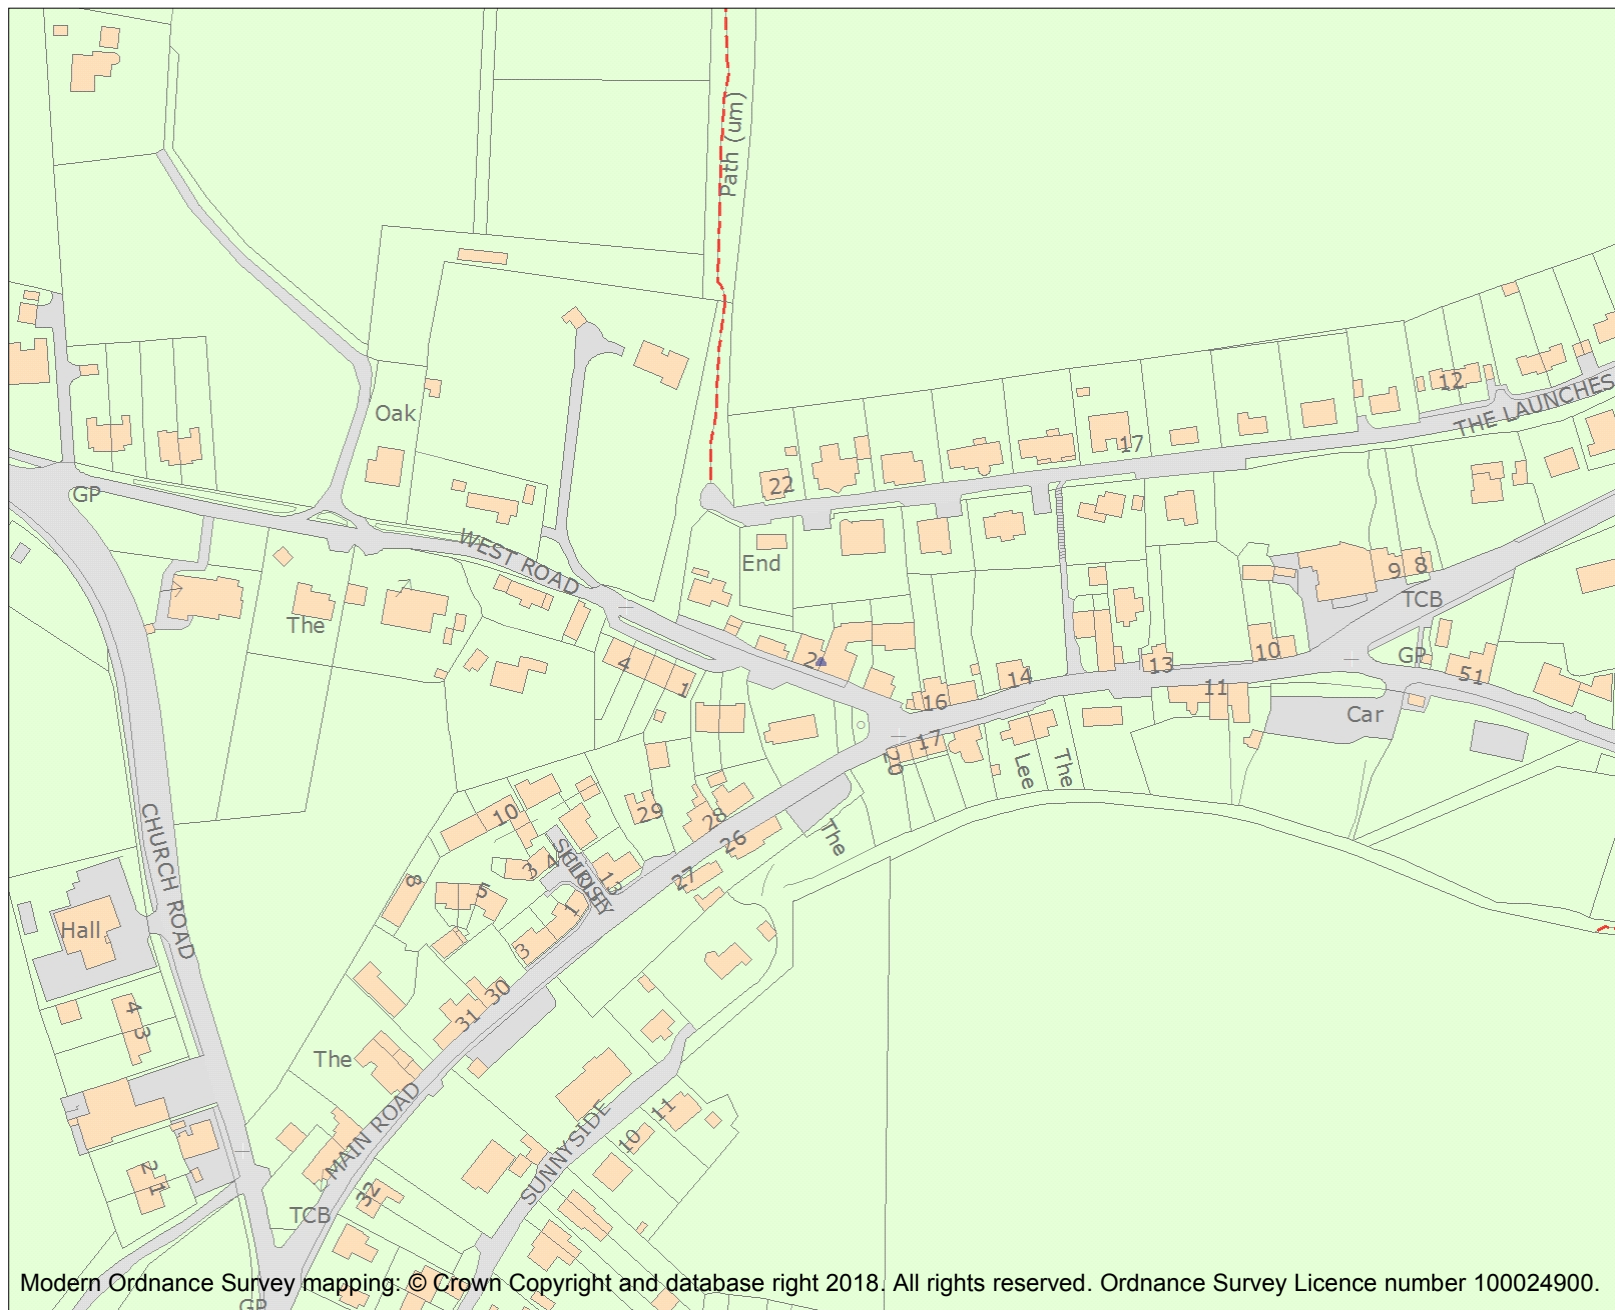 Path (um)
Oak
12
THE LAUNCHES
17
22
GP
WEST ROAD
End
9
8
TCB
The
4
1
2
16
14
13
10
11
GP
51
Car
17
20
Lee
The
10
29
28
26
The
CHURCH ROAD
3
4
13
27
8
5
1
Hall
3
30
31
4
3
The
MAIN ROAD
SUNNYSIDE
11
10
2
1
32
TCB
GP
Modern Ordnance Survey mapping: © Crown Copyright and database right 2018. All rights reserved. Ordnance Survey Licence number 100024900.